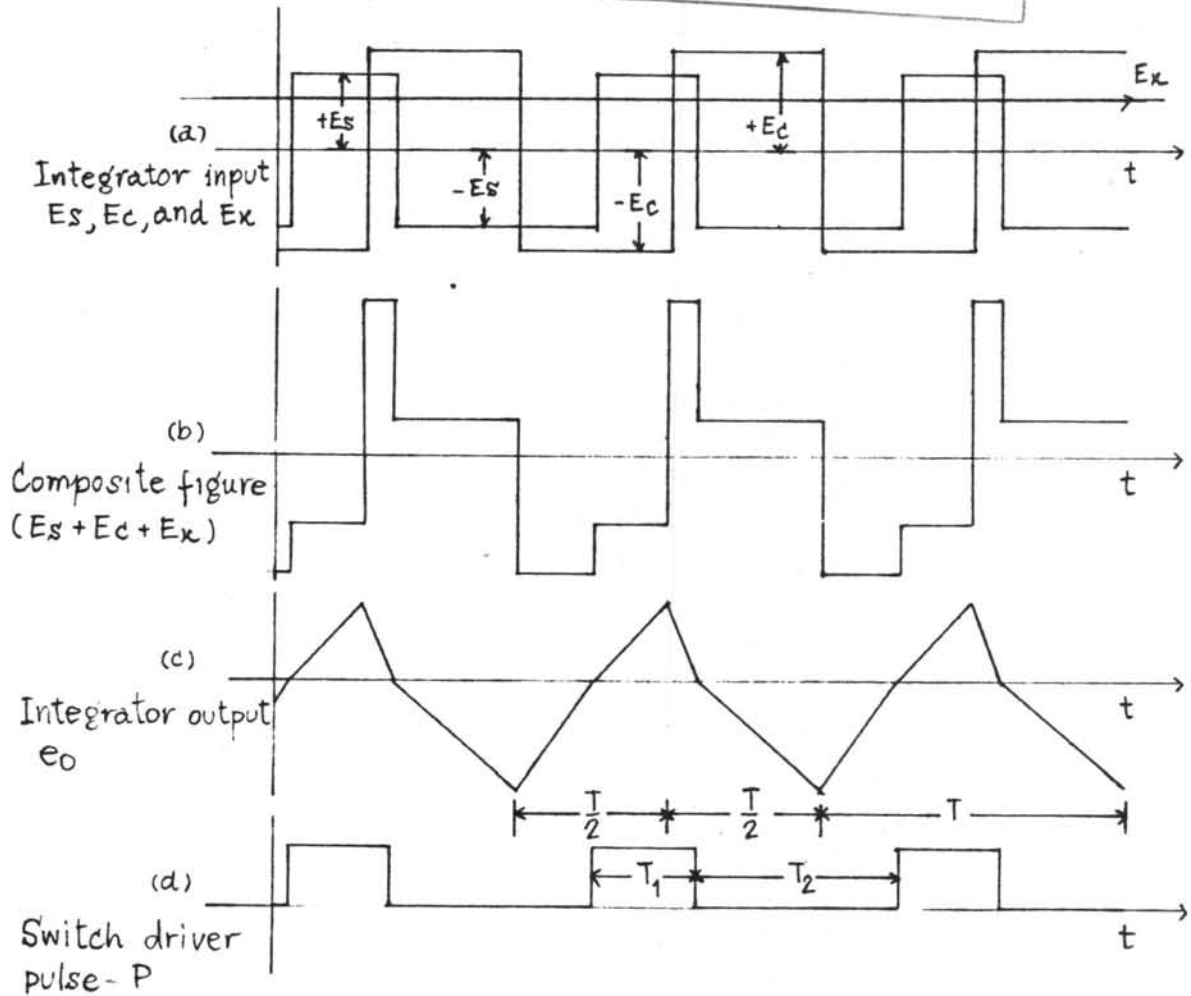 Ex
+Es
+Ec
(a)
t
Integrator input
Es, Ec, and Ex
-Es
-Ec
(b)
t
Composite figure
(Es + Ec + Ex)
(c)
t
Integrator output
eo
T/2
T/2
T
(d)
T1
T2
t
Switch driver
pulse - P